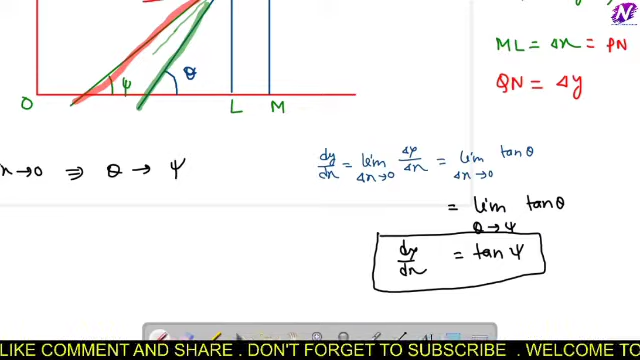 N
ML = Δx = PN
QN = Δy
O ψ θ L M
x→0 ⇒ θ → ψ
dy/dx = lim Δx→0 Δy/Δx = lim Δx→0 tanθ
= lim θ→ψ tanθ
dy/dx = tan ψ
LIKE COMMENT AND SHARE . DON'T FORGET TO SUBSCRIBE . WELCOME TO